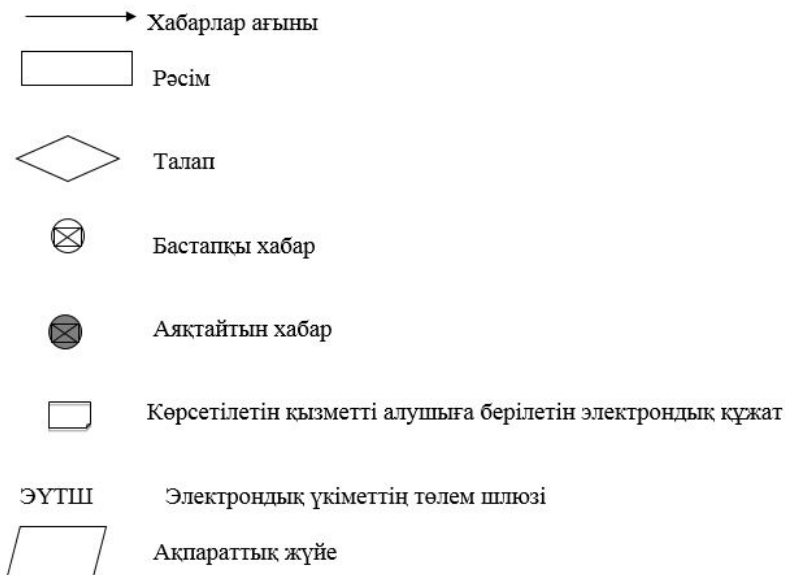 Хабарлар ағыны
Рәсім
Талап
Бастапқы хабар
Аяқтайтын хабар
Көрсетілетін қызметті алушыға берілетін электрондық құжат
ЭҮТШ Электрондық үкіметтің төлем шлюзі
Ақпараттық жүйе